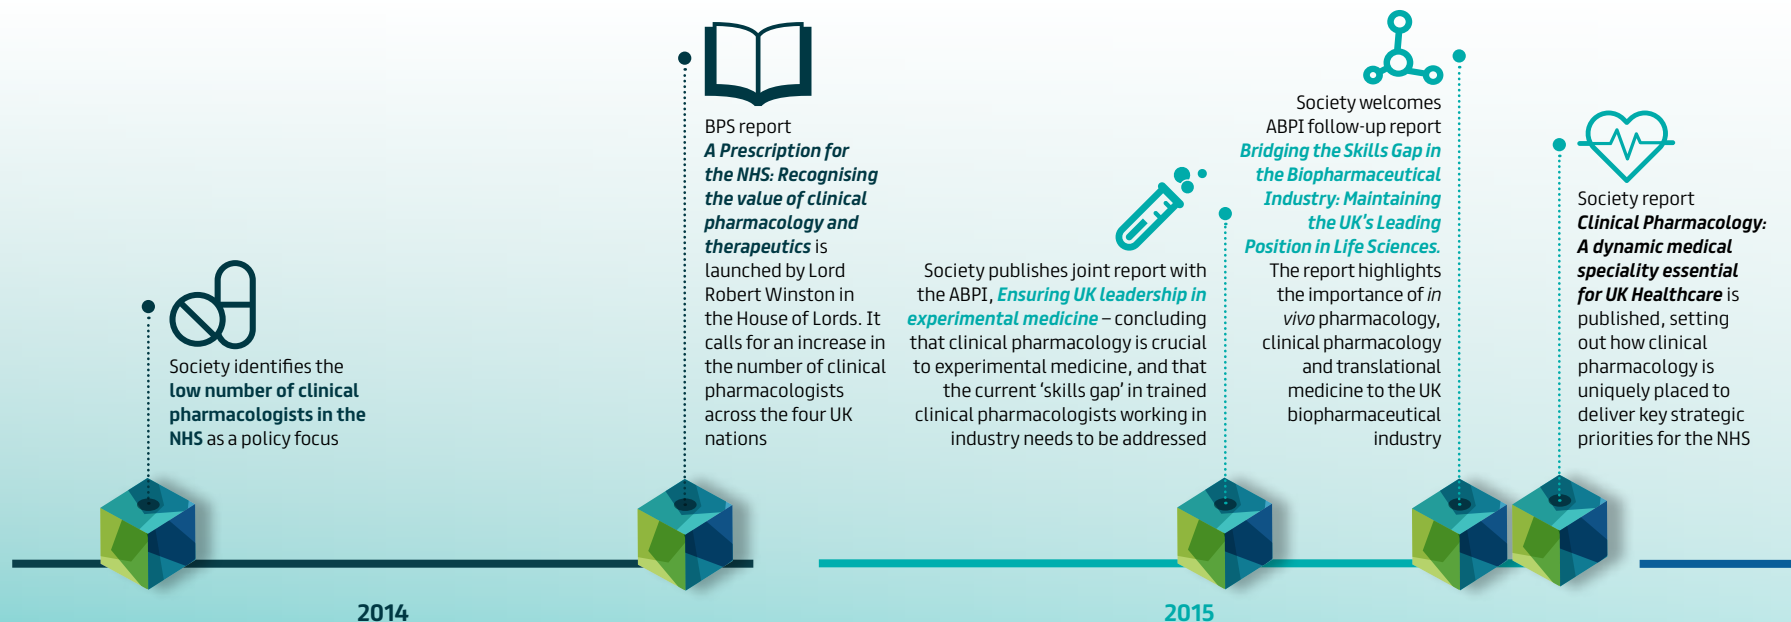 Society identifies the
low number of clinical
pharmacologists in the
NHS as a policy focus
BPS report
A Prescription for
the NHS: Recognising
the value of clinical
pharmacology and
therapeutics is
launched by Lord
Robert Winston in
the House of Lords. It
calls for an increase in
the number of clinical
pharmacologists
across the four UK
nations
Society publishes joint report with
the ABPI, Ensuring UK leadership in
experimental medicine – concluding
that clinical pharmacology is crucial
to experimental medicine, and that
the current ‘skills gap’ in trained
clinical pharmacologists working in
industry needs to be addressed
Society welcomes
ABPI follow-up report
Bridging the Skills Gap in
the Biopharmaceutical
Industry: Maintaining
the UK's Leading
Position in Life Sciences.
The report highlights
the importance of in
vivo pharmacology,
clinical pharmacology
and translational
medicine to the UK
biopharmaceutical
industry
Society report
Clinical Pharmacology:
A dynamic medical
speciality essential
for UK Healthcare is
published, setting
out how clinical
pharmacology is
uniquely placed to
deliver key strategic
priorities for the NHS
2014
2015